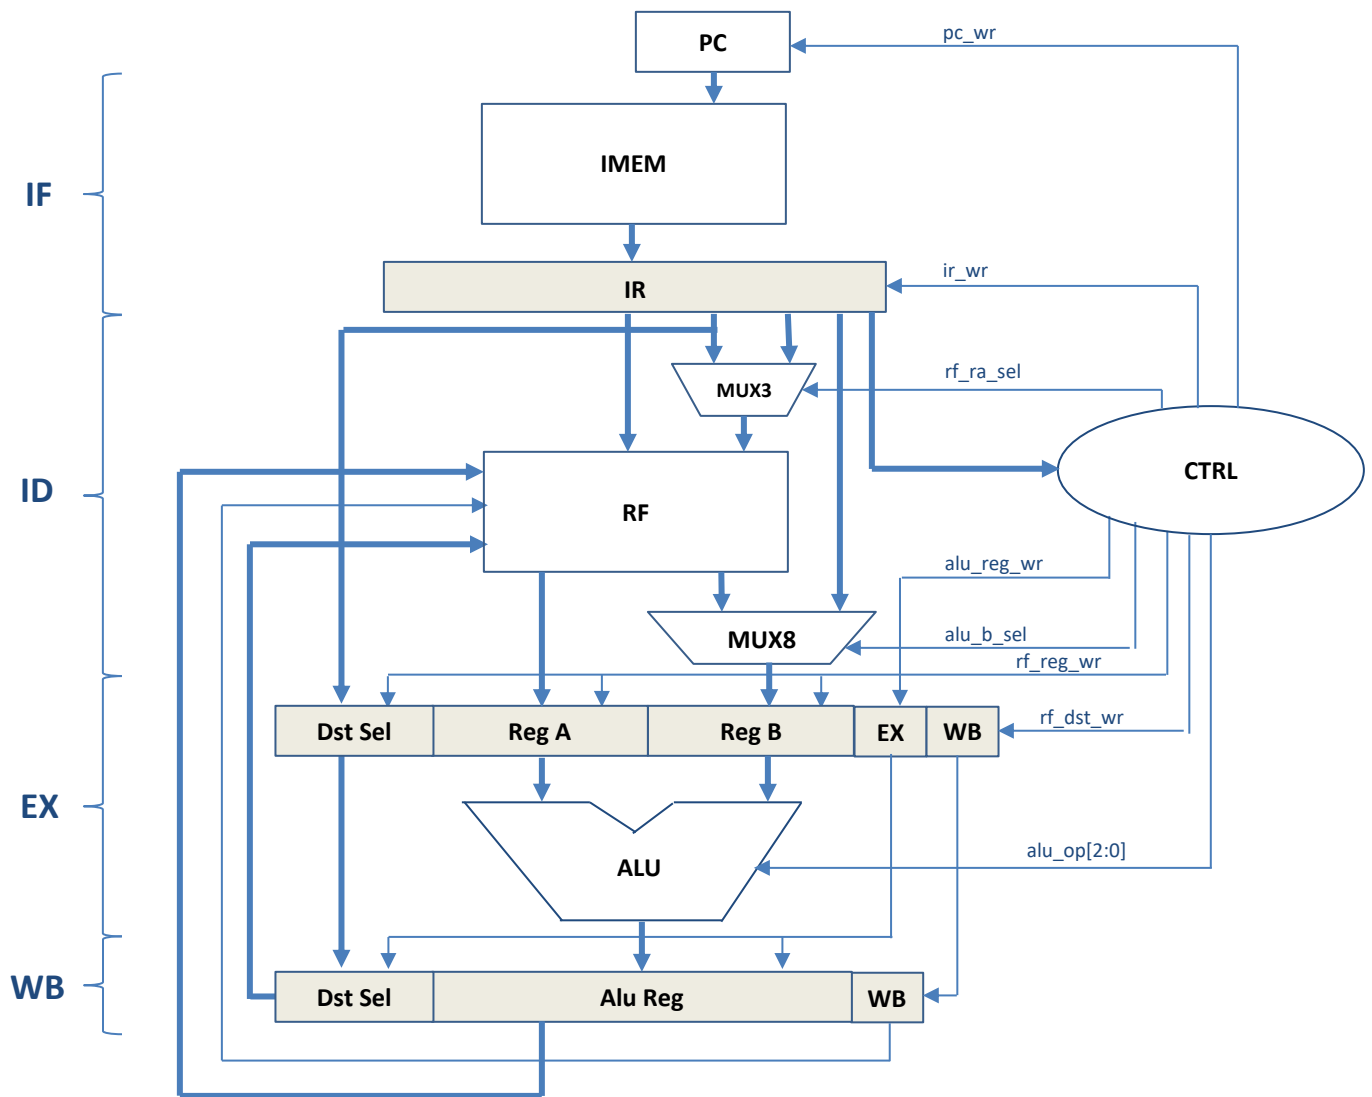 PC
pc_wr
IMEM
IF
ir_wr
IR
rf_ra_sel
MUX3
CTRL
ID
RF
alu_reg_wr
MUX8
alu_b_sel
rf_reg_wr
Dst Sel
Reg A
Reg B
EX
WB
rf_dst_wr
EX
alu_op[2:0]
ALU
WB
Dst Sel
Alu Reg
WB